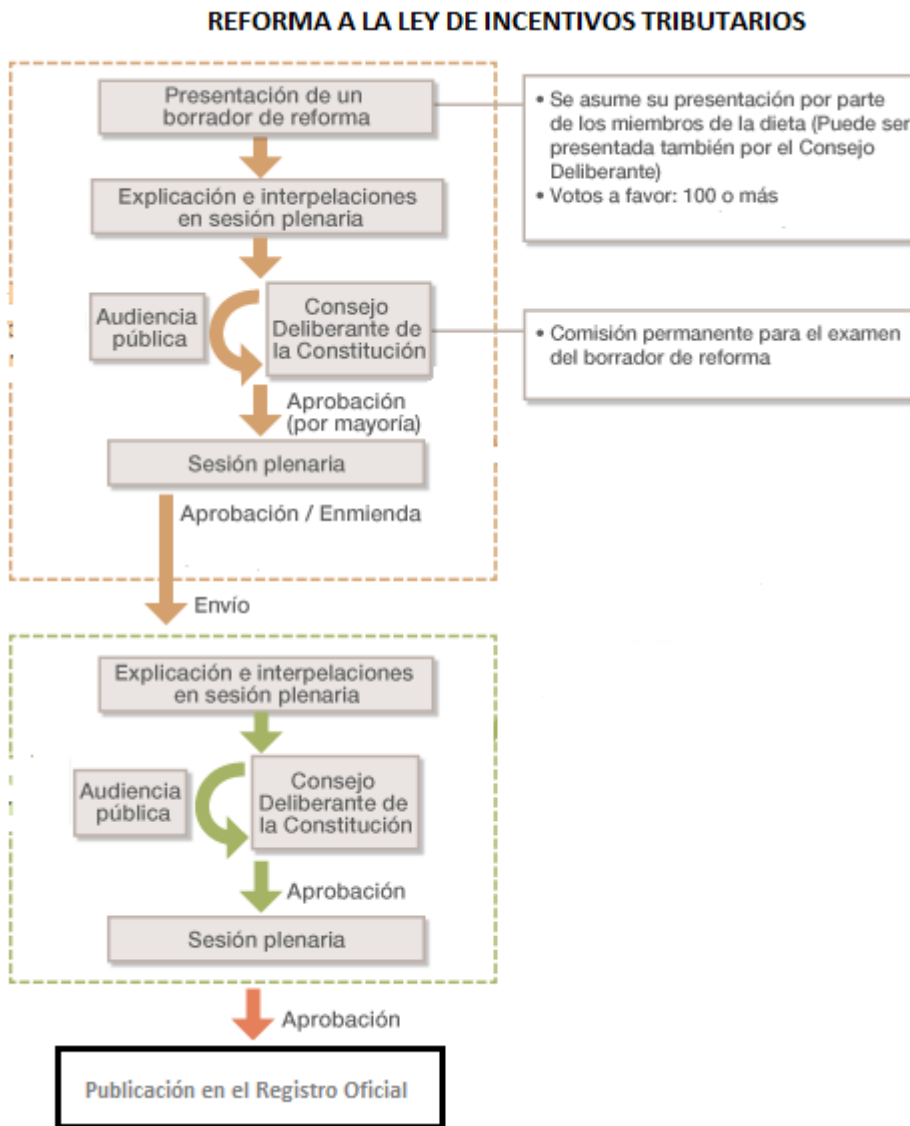 REFORMA A LA LEY DE INCENTIVOS TRIBUTARIOS
Presentación de un
borrador de reforma
• Se asume su presentación por parte
de los miembros de la dieta (Puede ser
presentada también por el Consejo
Deliberante)
• Votos a favor: 100 o más
Explicación e interpelaciones
en sesión plenaria
Audiencia
pública
Consejo
Deliberante de
la Constitución
• Comisión permanente para el examen
del borrador de reforma
Aprobación
(por mayoría)
Sesión plenaria
Aprobación / Enmienda
Envío
Explicación e interpelaciones
en sesión plenaria
Audiencia
pública
Consejo
Deliberante de
la Constitución
Aprobación
Sesión plenaria
Aprobación
Publicación en el Registro Oficial